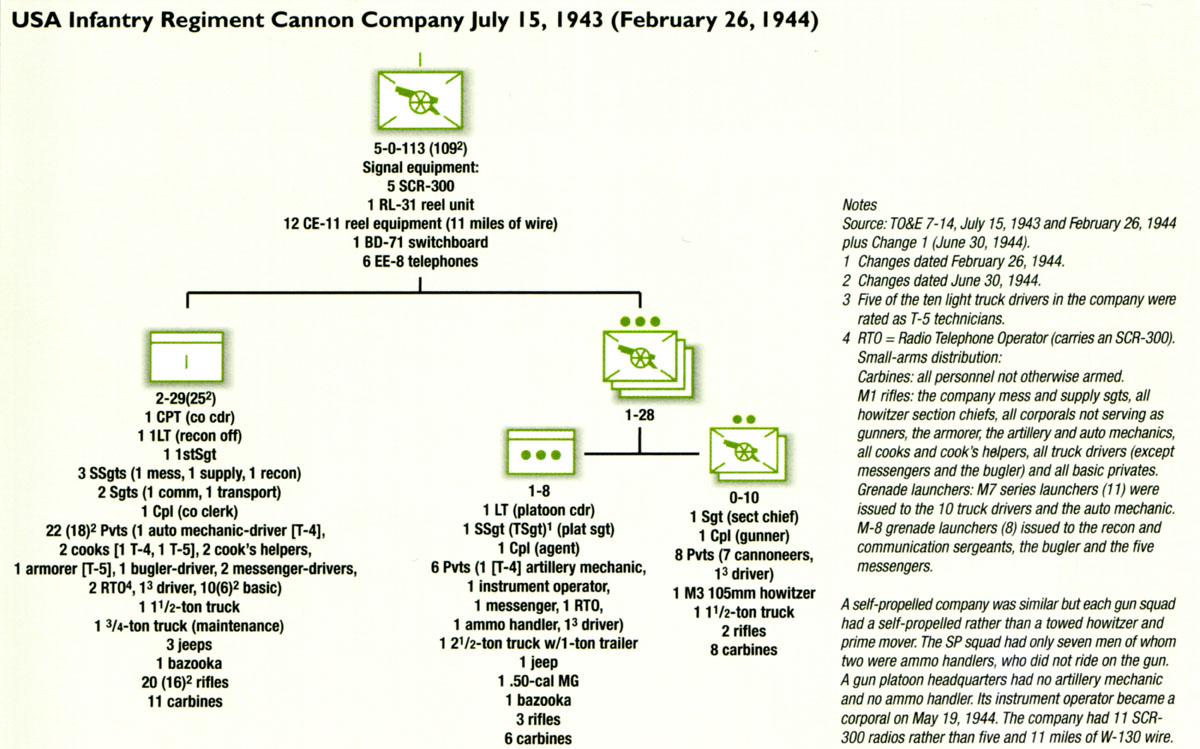 USA Infantry Regiment Cannon Company July 15, 1943 (February 26, 1944)
5-0-113 (109²)
Signal equipment:
5 SCR-300
1 RL-31 reel unit
12 CE-11 reel equipment (11 miles of wire)
1 BD-71 switchboard
6 EE-8 telephones
2-29(25²)
1 CPT (co cdr)
1 1LT (recon off)
1 1stSgt
3 SSgts (1 mess, 1 supply, 1 recon)
2 Sgts (1 comm, 1 transport)
1 Cpl (co clerk)
22 (18)² Pvts (1 auto mechanic-driver [T-4],
2 cooks [1 T-4, 1 T-5], 2 cook's helpers,
1 armorer [T-5], 1 bugler-driver, 2 messenger-drivers,
2 RTO⁴, 1³ driver, 10(6)² basic)
1 1½-ton truck
1 ¾-ton truck (maintenance)
3 jeeps
1 bazooka
20 (16)² rifles
11 carbines
1-28
1-8
1 LT (platoon cdr)
1 SSgt (TSgt)¹ (plat sgt)
1 Cpl (agent)
6 Pvts (1 [T-4] artillery mechanic,
1 instrument operator,
1 messenger, 1 RTO,
1 ammo handler, 1³ driver)
1 2½-ton truck w/1-ton trailer
1 jeep
1 .50-cal MG
1 bazooka
3 rifles
6 carbines
0-10
1 Sgt (sect chief)
1 Cpl (gunner)
8 Pvts (7 cannoneers,
1³ driver)
1 M3 105mm howitzer
1 1½-ton truck
2 rifles
8 carbines
Notes
Source: TO&E 7-14, July 15, 1943 and February 26, 1944
plus Change 1 (June 30, 1944).
1 Changes dated February 26, 1944.
2 Changes dated June 30, 1944.
3 Five of the ten light truck drivers in the company were
rated as T-5 technicians.
4 RTO = Radio Telephone Operator (carries an SCR-300).
Small-arms distribution:
Carbines: all personnel not otherwise armed.
M1 rifles: the company mess and supply sgts, all
howitzer section chiefs, all corporals not serving as
gunners, the armorer, the artillery and auto mechanics,
all cooks and cook's helpers, all truck drivers (except
messengers and the bugler) and all basic privates.
Grenade launchers: M7 series launchers (11) were
issued to the 10 truck drivers and the auto mechanic.
M-8 grenade launchers (8) issued to the recon and
communication sergeants, the bugler and the five
messengers.
A self-propelled company was similar but each gun squad
had a self-propelled rather than a towed howitzer and
prime mover. The SP squad had only seven men of whom
two were ammo handlers, who did not ride on the gun.
A gun platoon headquarters had no artillery mechanic
and no ammo handler. Its instrument operator became a
corporal on May 19, 1944. The company had 11 SCR-
300 radios rather than five and 11 miles of W-130 wire.